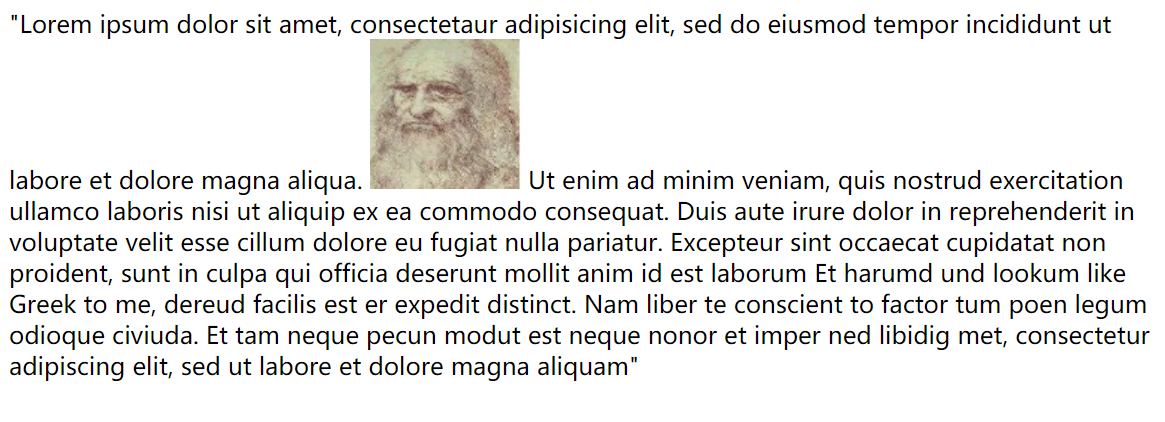 "Lorem ipsum dolor sit amet, consectetaur adipisicing elit, sed do eiusmod tempor incididunt ut
labore et dolore magna aliqua. Ut enim ad minim veniam, quis nostrud exercitation
ullamco laboris nisi ut aliquip ex ea commodo consequat. Duis aute irure dolor in reprehenderit in
voluptate velit esse cillum dolore eu fugiat nulla pariatur. Excepteur sint occaecat cupidatat non
proident, sunt in culpa qui officia deserunt mollit anim id est laborum Et harumd und lookum like
Greek to me, dereud facilis est er expedit distinct. Nam liber te conscient to factor tum poen legum
odioque civiuda. Et tam neque pecun modut est neque nonor et imper ned libidig met, consectetur
adipiscing elit, sed ut labore et dolore magna aliquam"